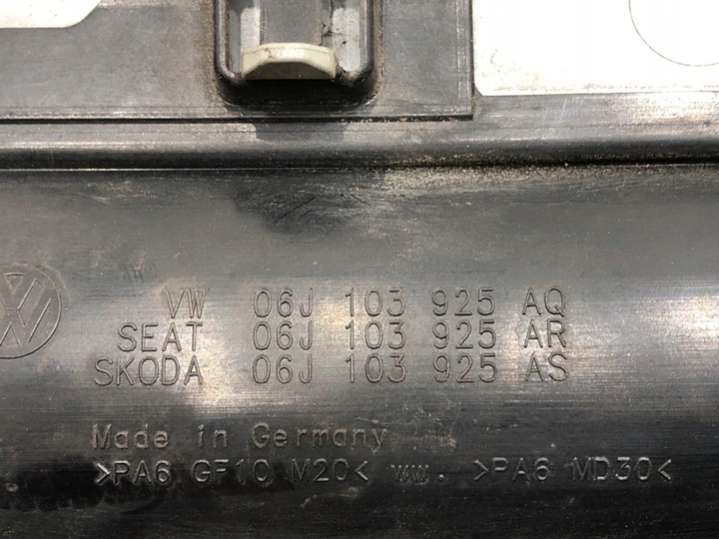 VW 06J 103 925 AQ
SEAT 06J 103 925 AR
SKODA 06J 103 925 AS
Made in Germany
>PA6 GF10 M20< ww. >PA6 MD30<